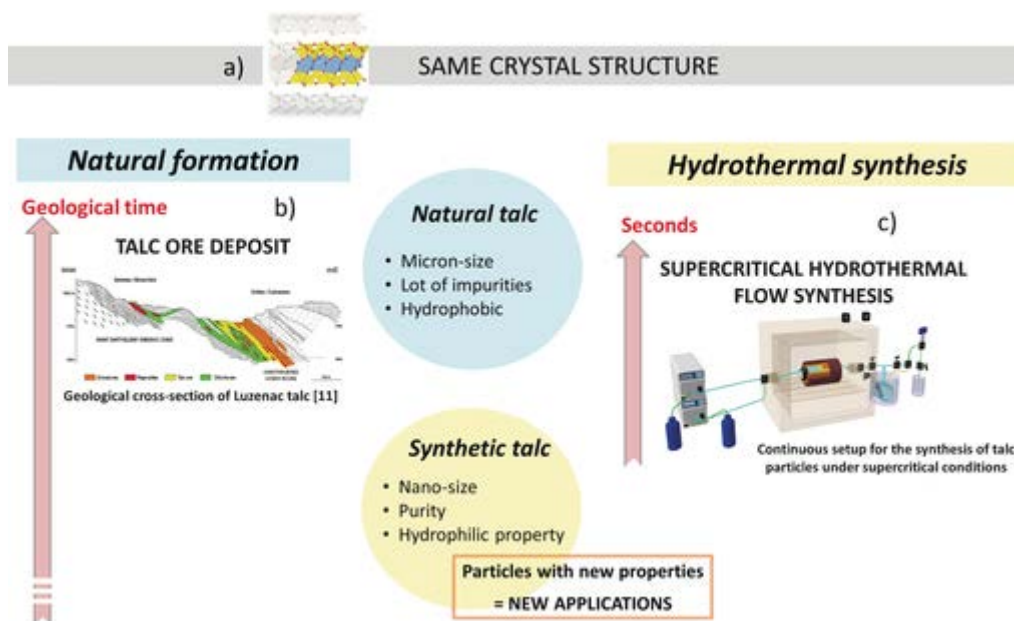 a)
SAME CRYSTAL STRUCTURE
Natural formation
Geological time
b)
TALC ORE DEPOSIT
Geological cross-section of Luzenac talc [11]
Natural talc
• Micron-size
• Lot of impurities
• Hydrophobic
Synthetic talc
• Nano-size
• Purity
• Hydrophilic property
Particles with new properties
= NEW APPLICATIONS
Hydrothermal synthesis
Seconds
c)
SUPERCRITICAL HYDROTHERMAL
FLOW SYNTHESIS
Continuous setup for the synthesis of talc
particles under supercritical conditions